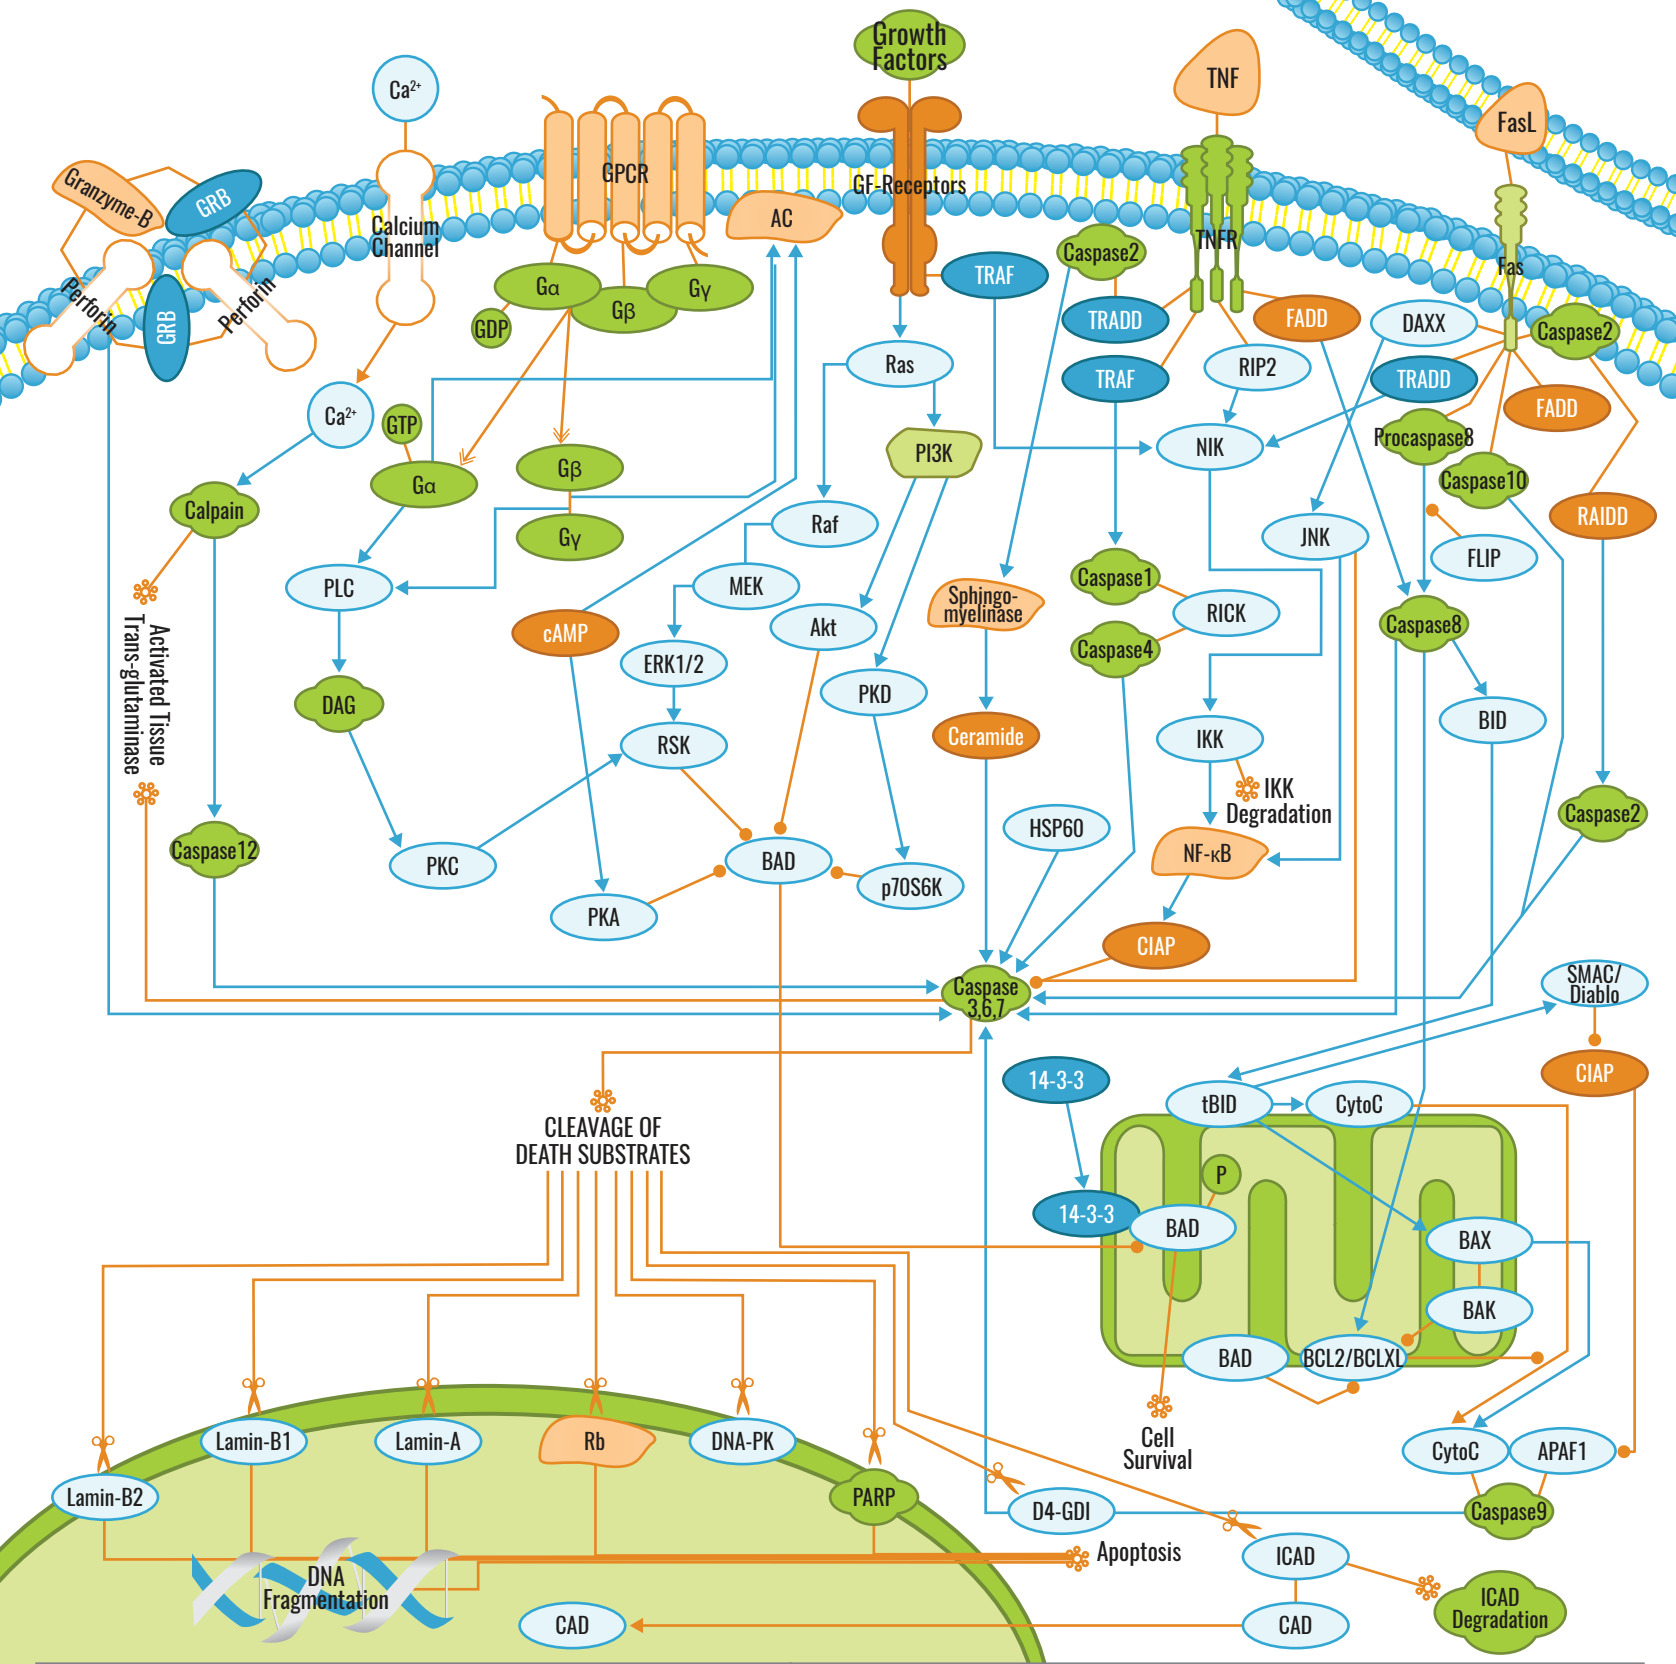 Growth
Factors
TNF
FasL
Ca²⁺
Granzyme-B
GRB
GPCR
GF-Receptors
AC
Calcium
Channel
TNFR
Fas
Perforin
GRB
Perforin
Gα
Gβ
Gγ
GDP
TRAF
Caspase2
TRADD
FADD
DAXX
Caspase2
Ras
TRAF
RIP2
TRADD
FADD
Ca²⁺
GTP
Gα
Gβ
Gγ
PI3K
NIK
Procaspase8
Caspase10
Calpain
Raf
JNK
FLIP
RAIDD
PLC
MEK
Caspase1
Sphingo-
myelinase
RICK
Caspase4
Caspase8
Activated Tissue
Trans-glutaminase
cAMP
Akt
ERK1/2
PKD
DAG
RSK
Ceramide
IKK
BID
IKK
Degradation
Caspase2
Caspase12
PKC
BAD
HSP60
NF-κB
p70S6K
PKA
CIAP
Caspase
3,6,7
SMAC/
Diablo
CIAP
14-3-3
tBID
CytoC
CLEAVAGE OF
DEATH SUBSTRATES
P
14-3-3
BAD
BAX
BAK
BAD
BCL2/BCLXL
Cell
Survival
Lamin-B1
Lamin-A
Rb
DNA-PK
CytoC
APAF1
Lamin-B2
PARP
D4-GDI
Caspase9
Apoptosis
ICAD
DNA
Fragmentation
ICAD
Degradation
CAD
CAD